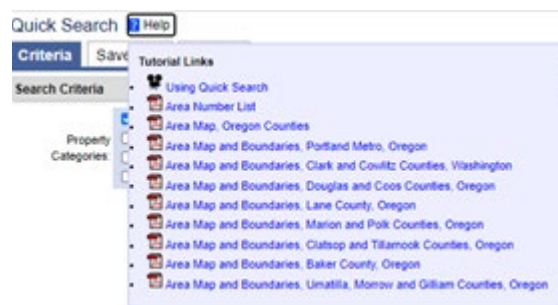 Quick Search Help
Criteria Save
Tutorial Links
Search Criteria
Using Quick Search
Area Number List
Area Map, Oregon Counties
Area Map and Boundaries, Portland Metro, Oregon
Property
Categories:
Area Map and Boundaries, Clark and Cowlitz Counties, Washington
Area Map and Boundaries, Douglas and Coos Counties, Oregon
Area Map and Boundaries, Lane County, Oregon
Area Map and Boundaries, Marion and Polk Counties, Oregon
Area Map and Boundaries, Clatsop and Tillamook Counties, Oregon
Area Map and Boundaries, Baker County, Oregon
Area Map and Boundaries, Umatilla, Morrow and Gilliam Counties, Oregon